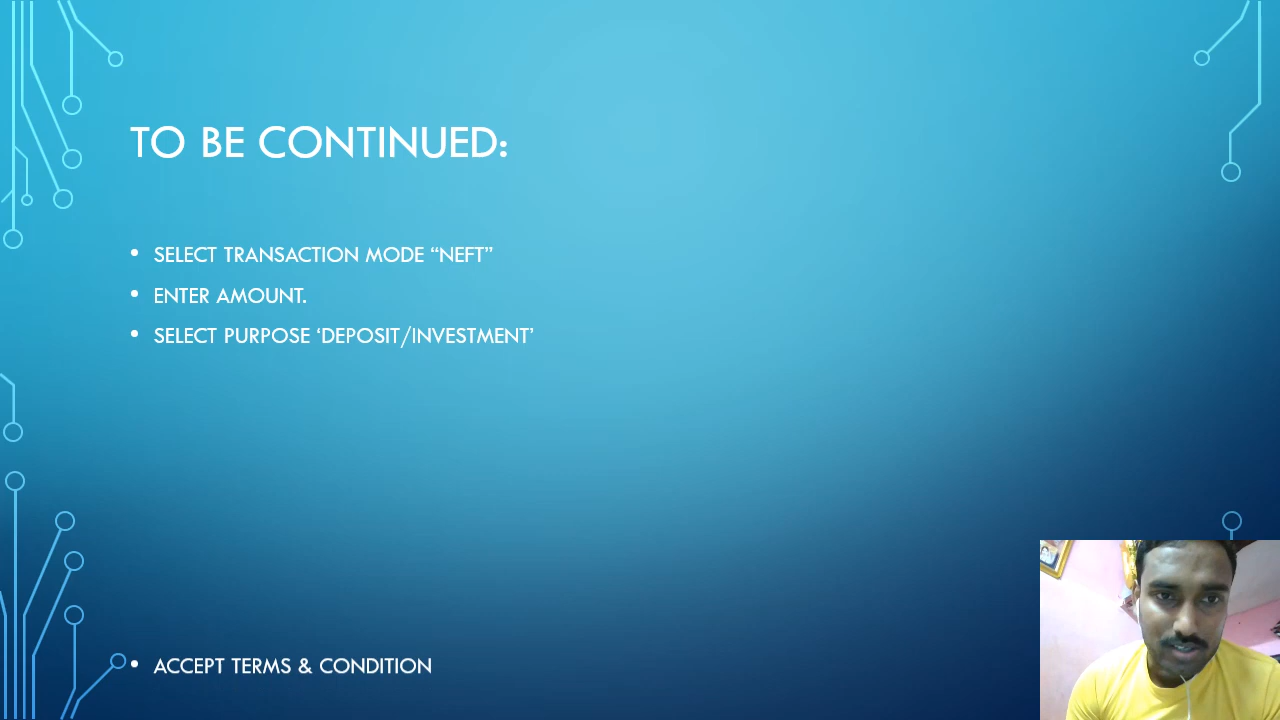 TO BE CONTINUED:
• SELECT TRANSACTION MODE “NEFT”
• ENTER AMOUNT.
• SELECT PURPOSE ‘DEPOSIT/INVESTMENT’
• ACCEPT TERMS & CONDITION